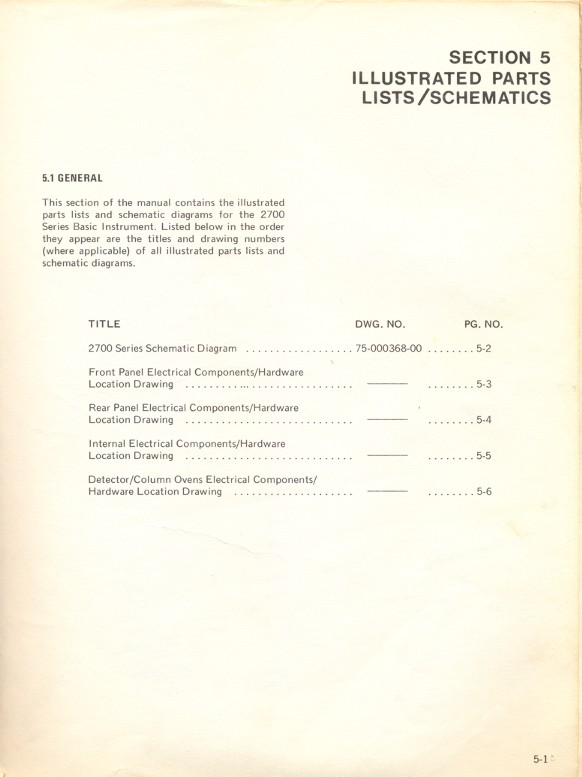 SECTION 5
ILLUSTRATED PARTS
LISTS/SCHEMATICS
5.1 GENERAL
This section of the manual contains the illustrated
parts lists and schematic diagrams for the 2700
Series Basic Instrument. Listed below in the order
they appear are the titles and drawing numbers
(where applicable) of all illustrated parts lists and
schematic diagrams.
TITLE DWG. NO. PG. NO.
2700 Series Schematic Diagram .................. 75-000368-00 ........ 5-2
Front Panel Electrical Components/Hardware
Location Drawing ............................ ——— ........ 5-3
Rear Panel Electrical Components/Hardware
Location Drawing ............................ ——— ........ 5-4
Internal Electrical Components/Hardware
Location Drawing ............................ ——— ........ 5-5
Detector/Column Ovens Electrical Components/
Hardware Location Drawing .................... ——— ........ 5-6
5-1